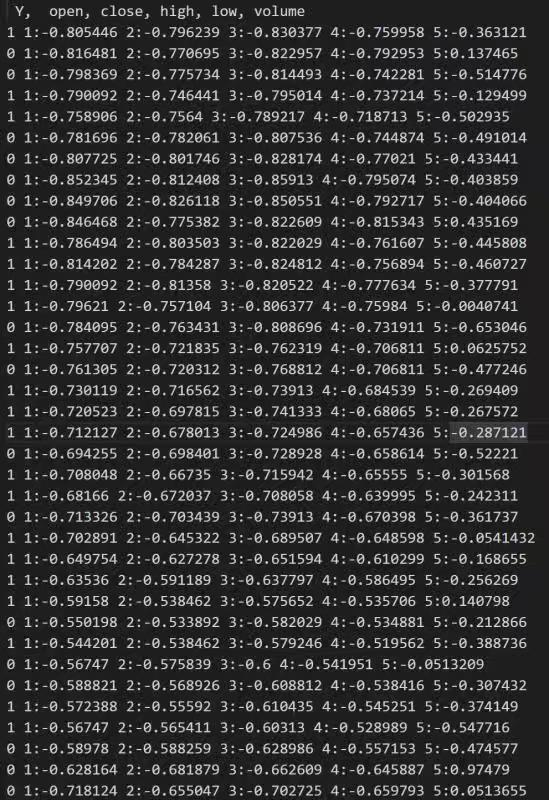 Y,  open, close, high, low, volume
1 1:-0.805446 2:-0.796239 3:-0.830377 4:-0.759958 5:-0.363121
0 1:-0.816481 2:-0.770695 3:-0.822957 4:-0.792953 5:0.137465
0 1:-0.798369 2:-0.775734 3:-0.814493 4:-0.742281 5:-0.514776
1 1:-0.790092 2:-0.746441 3:-0.795014 4:-0.737214 5:-0.129499
1 1:-0.758906 2:-0.7564 3:-0.789217 4:-0.718713 5:-0.502935
0 1:-0.781696 2:-0.782061 3:-0.807536 4:-0.744874 5:-0.491014
0 1:-0.807725 2:-0.801746 3:-0.828174 4:-0.77021 5:-0.433441
0 1:-0.852345 2:-0.812408 3:-0.85913 4:-0.795074 5:-0.403859
0 1:-0.849706 2:-0.826118 3:-0.850551 4:-0.792717 5:-0.404066
0 1:-0.846468 2:-0.775382 3:-0.822609 4:-0.815343 5:0.435169
1 1:-0.786494 2:-0.803503 3:-0.822029 4:-0.761607 5:-0.445808
1 1:-0.814202 2:-0.784287 3:-0.824812 4:-0.756894 5:-0.460727
1 1:-0.790092 2:-0.81358 3:-0.820522 4:-0.777634 5:-0.377791
1 1:-0.79621 2:-0.757104 3:-0.806377 4:-0.75984 5:-0.0040741
0 1:-0.784095 2:-0.763431 3:-0.808696 4:-0.731911 5:-0.653046
1 1:-0.757707 2:-0.721835 3:-0.762319 4:-0.706811 5:0.0625752
0 1:-0.761305 2:-0.720312 3:-0.768812 4:-0.706811 5:-0.477246
1 1:-0.730119 2:-0.716562 3:-0.73913 4:-0.684539 5:-0.269409
1 1:-0.720523 2:-0.697815 3:-0.741333 4:-0.68065 5:-0.267572
1 1:-0.712127 2:-0.678013 3:-0.724986 4:-0.657436 5:-0.287121
0 1:-0.694255 2:-0.698401 3:-0.728928 4:-0.658614 5:-0.52221
1 1:-0.708048 2:-0.66735 3:-0.715942 4:-0.65555 5:-0.301568
1 1:-0.68166 2:-0.672037 3:-0.708058 4:-0.639995 5:-0.242311
0 1:-0.713326 2:-0.703439 3:-0.73913 4:-0.670398 5:-0.361737
1 1:-0.702891 2:-0.645322 3:-0.689507 4:-0.648598 5:-0.0541432
1 1:-0.649754 2:-0.627278 3:-0.651594 4:-0.610299 5:-0.168655
1 1:-0.63536 2:-0.591189 3:-0.637797 4:-0.586495 5:-0.256269
1 1:-0.59158 2:-0.538462 3:-0.575652 4:-0.535706 5:0.140798
0 1:-0.550198 2:-0.533892 3:-0.582029 4:-0.534881 5:-0.212866
1 1:-0.544201 2:-0.538462 3:-0.579246 4:-0.519562 5:-0.388736
0 1:-0.56747 2:-0.575839 3:-0.6 4:-0.541951 5:-0.0513209
0 1:-0.588821 2:-0.568926 3:-0.608812 4:-0.538416 5:-0.307432
1 1:-0.572388 2:-0.55592 3:-0.610435 4:-0.545251 5:-0.374149
1 1:-0.56747 2:-0.565411 3:-0.60313 4:-0.528989 5:-0.547716
0 1:-0.58978 2:-0.588259 3:-0.628986 4:-0.557153 5:-0.474577
0 1:-0.628164 2:-0.681879 3:-0.662609 4:-0.645887 5:0.97479
0 1:-0.718124 2:-0.655047 3:-0.702725 4:-0.659793 5:0.0513655